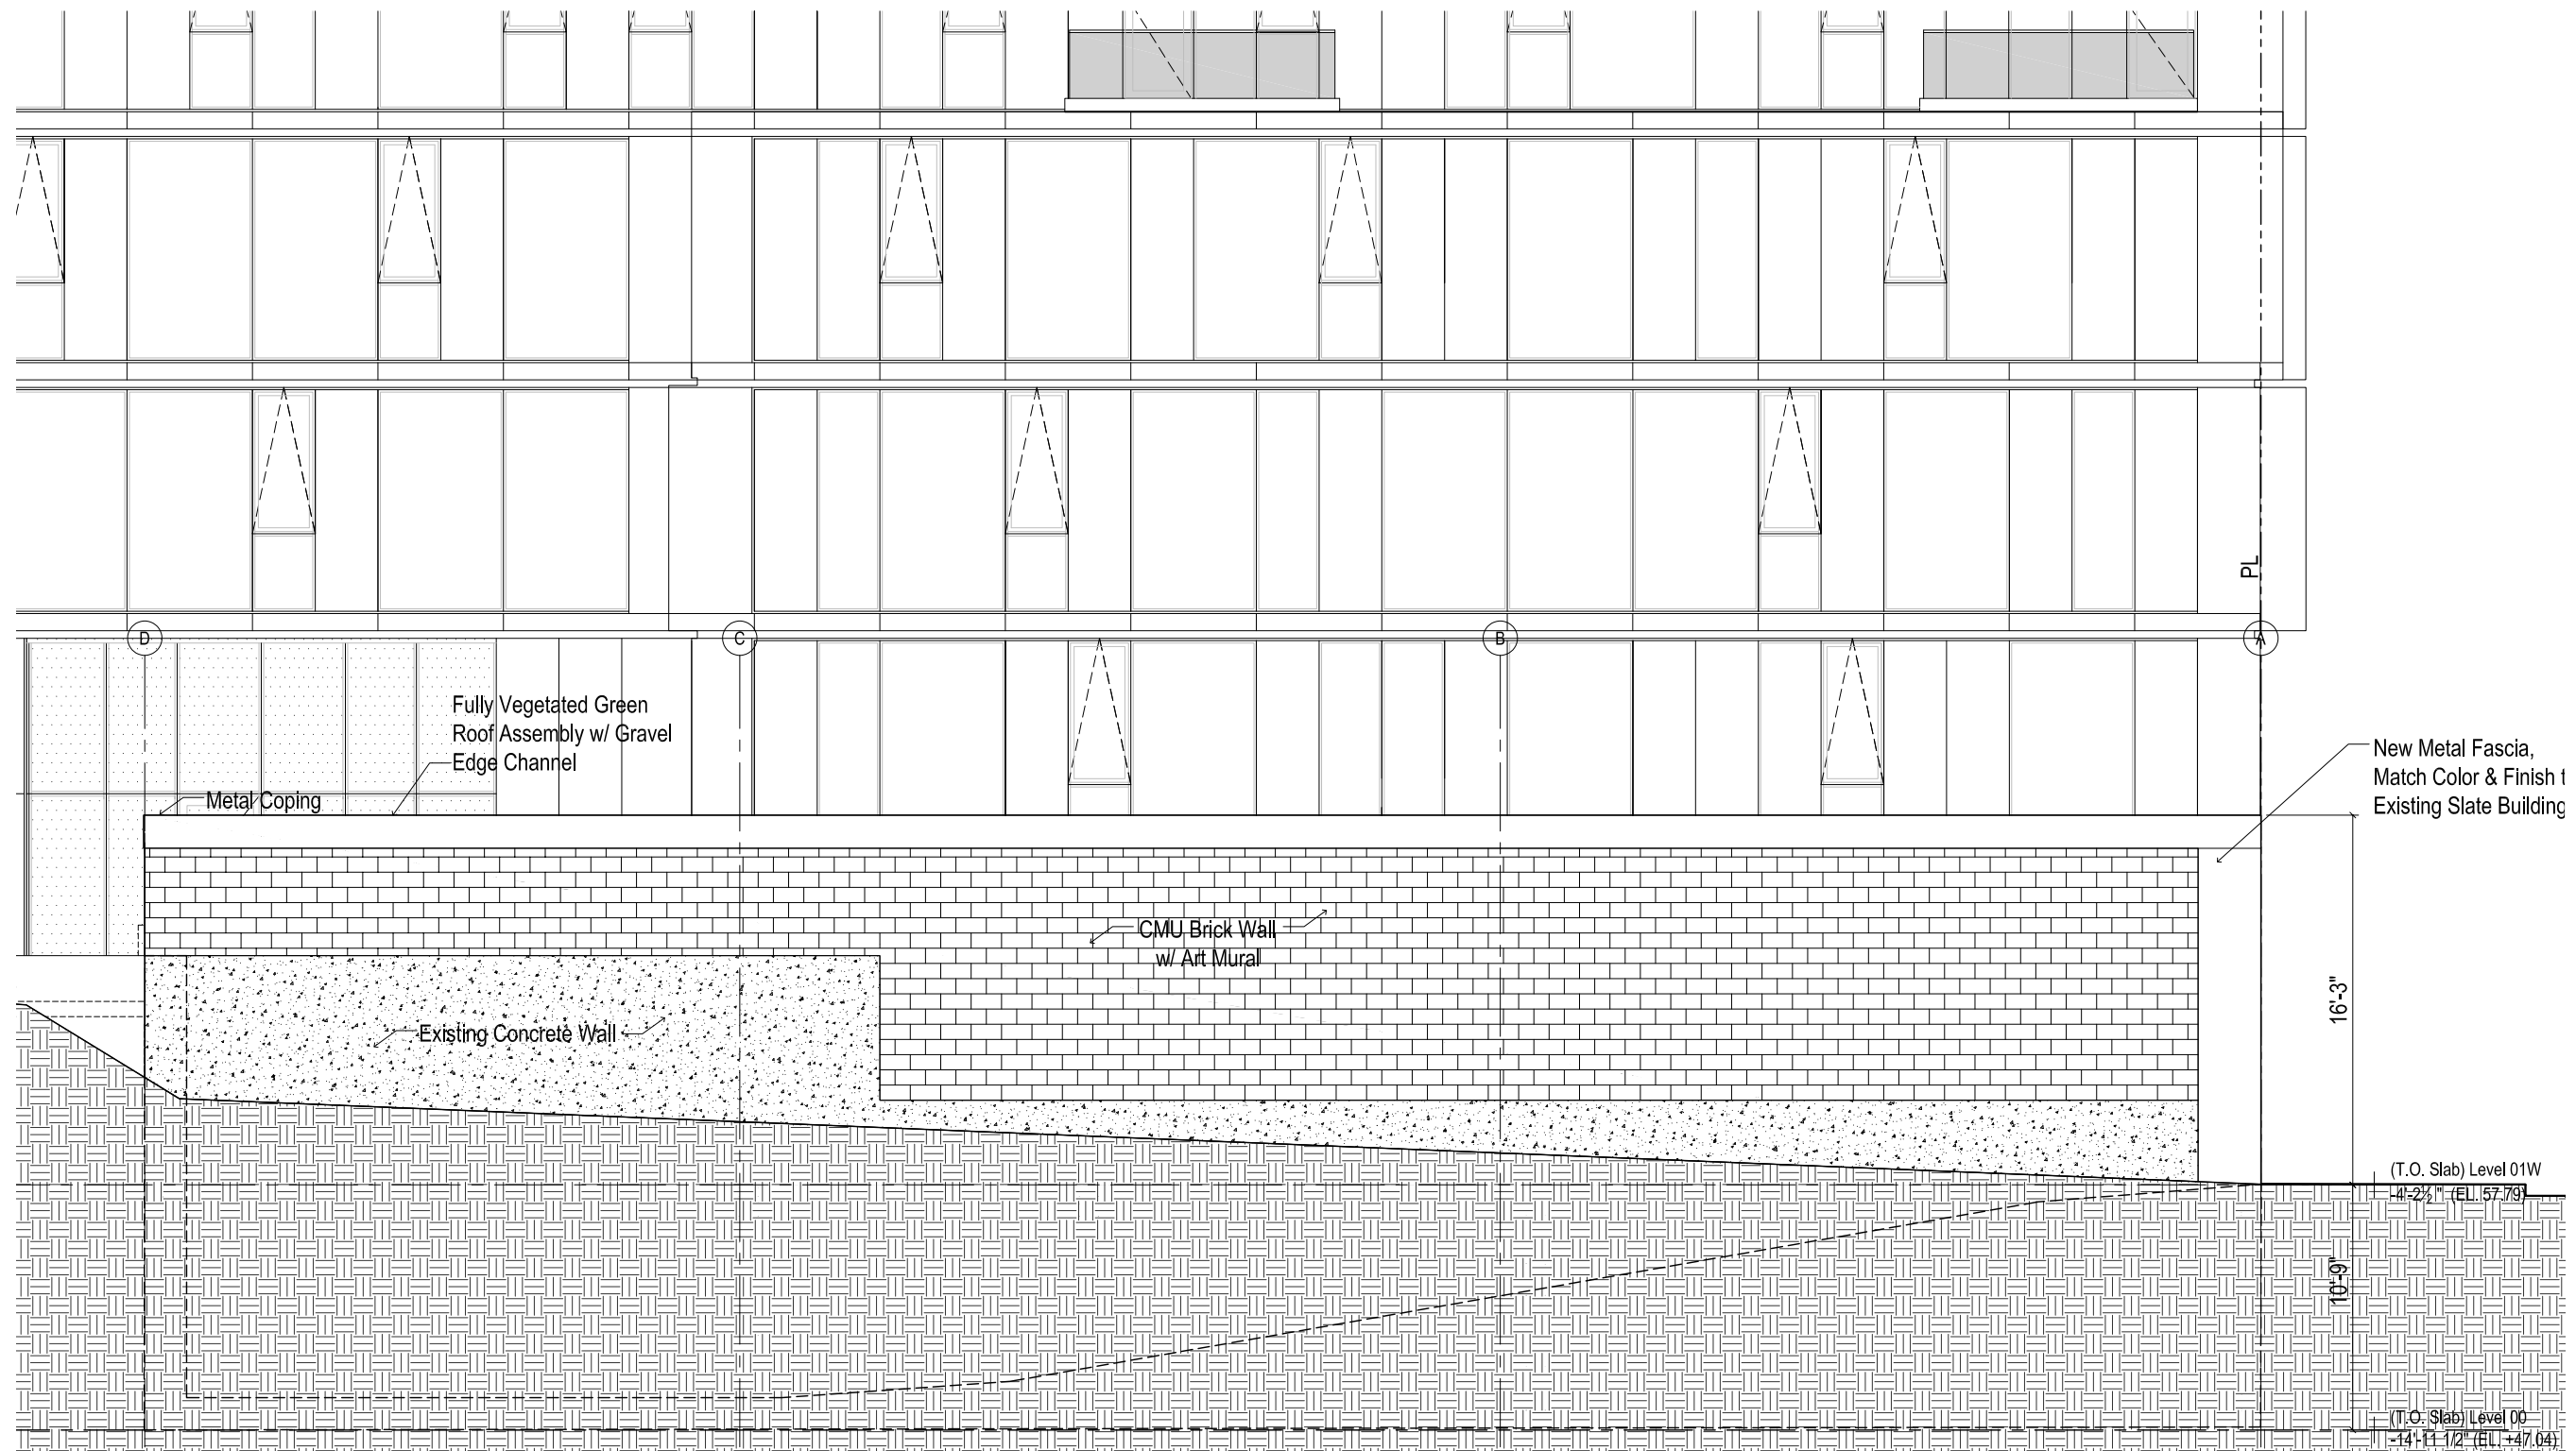 PL
D
C
B
A
Fully Vegetated Green
Roof Assembly w/ Gravel
Edge Channel
Metal Coping
New Metal Fascia,
Match Color & Finish t
Existing Slate Building
CMU Brick Wall
w/ Art Mural
Existing Concrete Wall
16'-3"
(T.O. Slab) Level 01W
-4'-2½" (EL. 57.79)
10'-9"
(T.O. Slab) Level 00
-14'-11 1/2" (EL. +47.04)